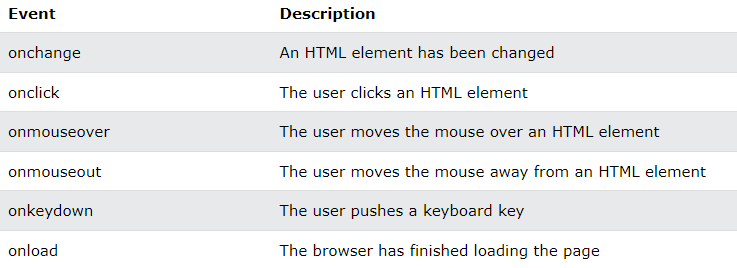 Event Description
onchange An HTML element has been changed
onclick The user clicks an HTML element
onmouseover The user moves the mouse over an HTML element
onmouseout The user moves the mouse away from an HTML element
onkeydown The user pushes a keyboard key
onload The browser has finished loading the page